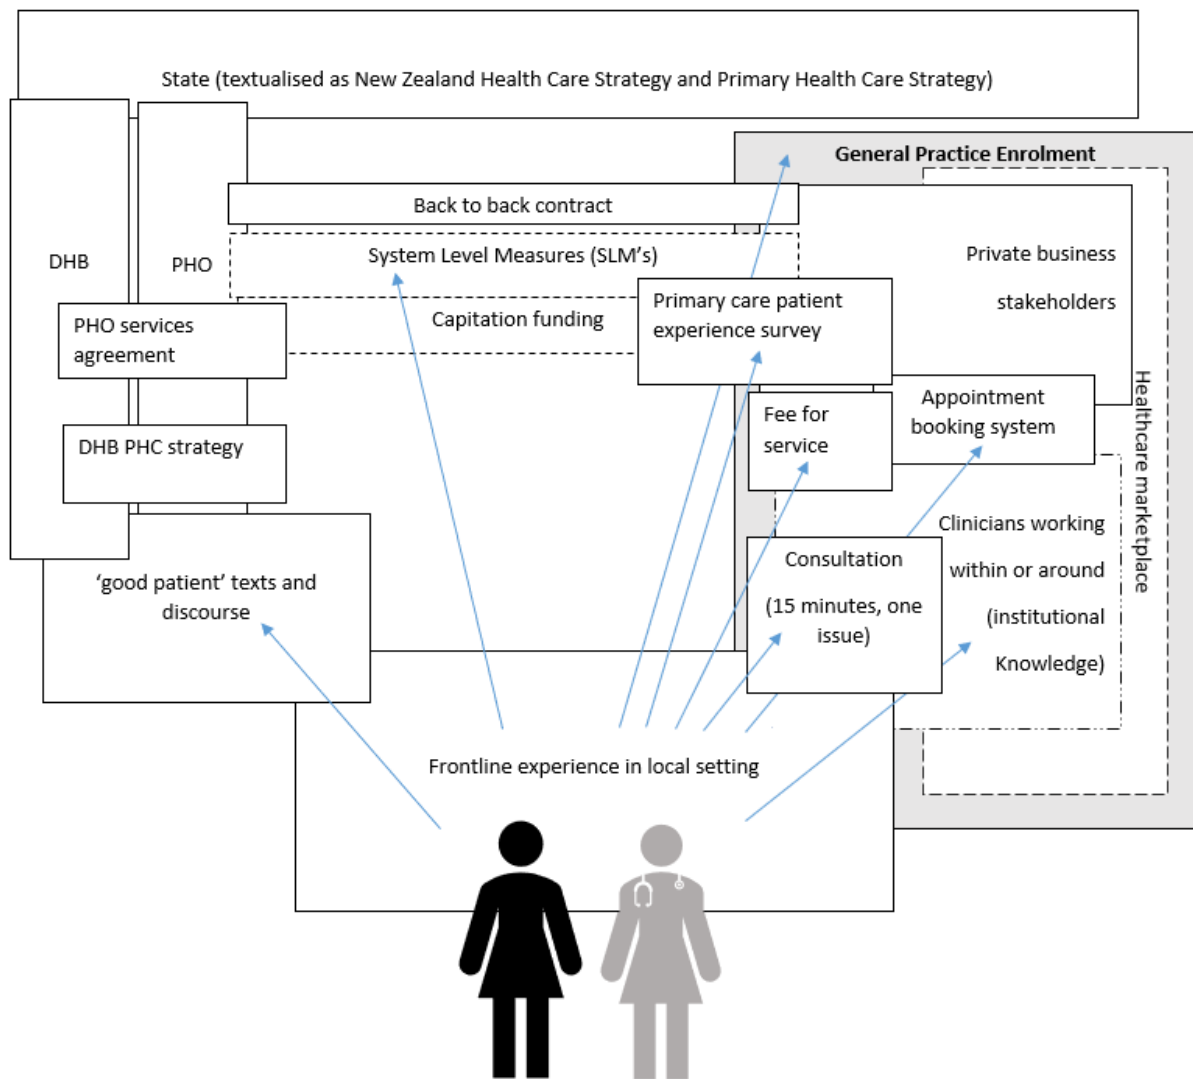 State (textualised as New Zealand Health Care Strategy and Primary Health Care Strategy)
General Practice Enrolment
Back to back contract
DHB
PHO
System Level Measures (SLM's)
Private business
stakeholders
Primary care patient
experience survey
Capitation funding
PHO services
agreement
Healthcare marketplace
Appointment
booking system
Fee for
service
DHB PHC strategy
Clinicians working
within or around
(institutional
Knowledge)
Consultation
(15 minutes, one
issue)
‘good patient’ texts and
discourse
Frontline experience in local setting